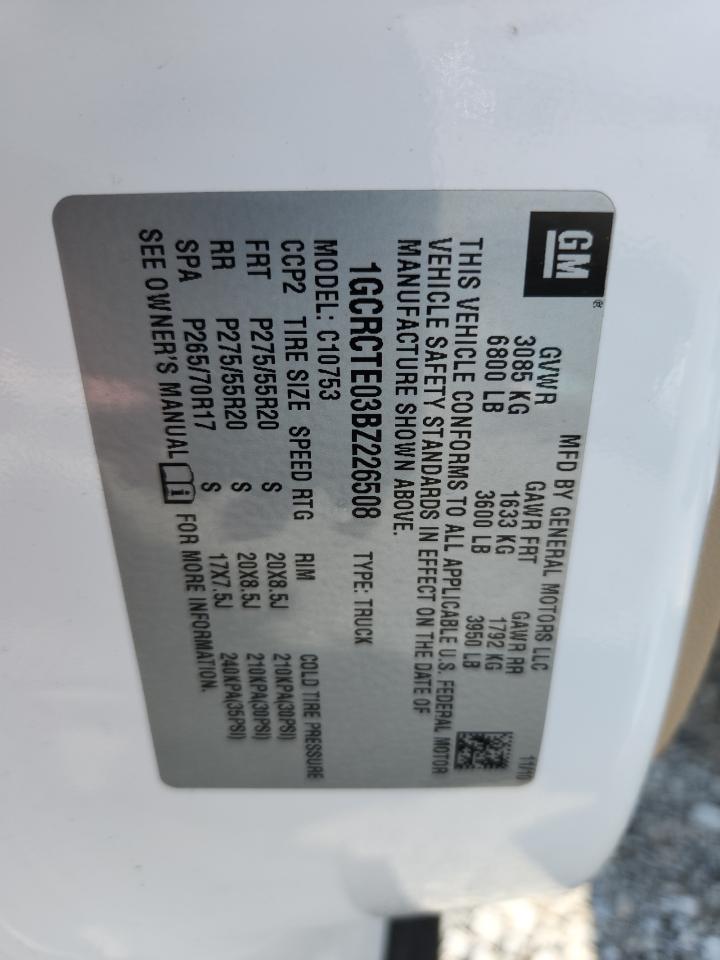 GM®
MFD BY GENERAL MOTORS LLC 11/10
GVWR GAWR FRT GAWR RR
3085 KG 1633 KG 1792 KG
6800 LB 3600 LB 3950 LB
THIS VEHICLE CONFORMS TO ALL APPLICABLE U.S. FEDERAL MOTOR
VEHICLE SAFETY STANDARDS IN EFFECT ON THE DATE OF
MANUFACTURE SHOWN ABOVE.
1GCRCTE03BZ226508 TYPE: TRUCK
MODEL: C10753
CCP2 TIRE SIZE SPEED RTG RIM COLD TIRE PRESSURE
FRT P275/55R20 S 20X8.5J 210KPA(30PSI)
RR P275/55R20 S 20X8.5J 210KPA(30PSI)
SPA P265/70R17 S 17X7.5J 240KPA(35PSI)
SEE OWNER'S MANUAL FOR MORE INFORMATION.